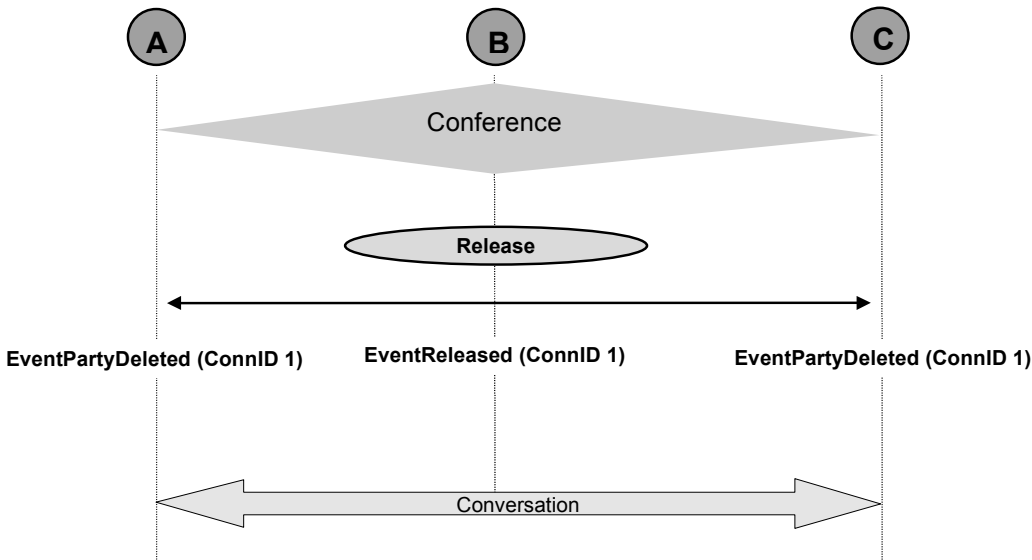 A
B
C
Conference
Release
EventPartyDeleted (ConnID 1)
EventReleased (ConnID 1)
EventPartyDeleted (ConnID 1)
Conversation